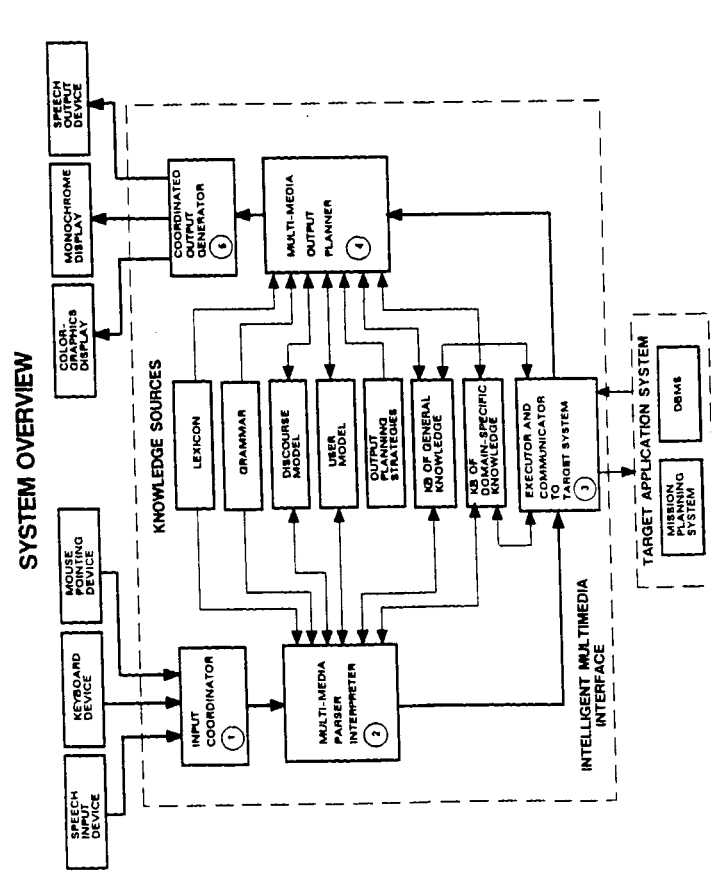 SYSTEM OVERVIEW
SPEECH
INPUT
DEVICE
KEYBOARD
DEVICE
MOUSE
POINTING
DEVICE
COLOR-
GRAPHICS
DISPLAY
MONOCHROME
DISPLAY
SPEECH
OUTPUT
DEVICE
INPUT
COORDINATOR
1
KNOWLEDGE SOURCES
COORDINATED
OUTPUT
GENERATOR
5
MULTI-MEDIA
PARSER
INTERPRETER
2
LEXICON
GRAMMAR
DISCOURSE
MODEL
USER
MODEL
OUTPUT
PLANNING
STRATEGIES
KB OF GENERAL
KNOWLEDGE
KB OF
DOMAIN-SPECIFIC
KNOWLEDGE
MULTI-MEDIA
OUTPUT
PLANNER
4
EXECUTOR AND
COMMUNICATOR
TO
TARGET SYSTEM
3
INTELLIGENT MULTIMEDIA
INTERFACE
TARGET APPLICATION SYSTEM
MISSION
PLANNING
SYSTEM
DBMS